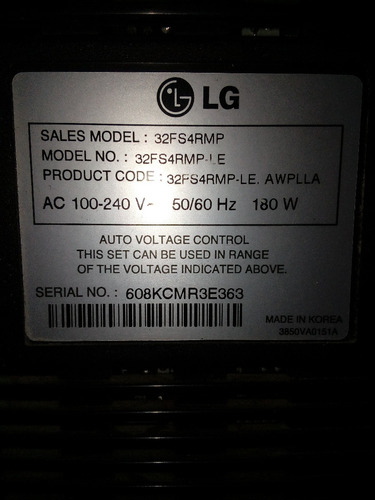 LG
SALES MODEL : 32FS4RMP
MODEL NO. : 32FS4RMP-LE
PRODUCT CODE : 32FS4RMP-LE. AWPLLA
AC 100-240 V~ 50/60 Hz 180 W
AUTO VOLTAGE CONTROL
THIS SET CAN BE USED IN RANGE
OF THE VOLTAGE INDICATED ABOVE.
SERIAL NO. : 608KCMR3E363
MADE IN KOREA
3850VA0151A